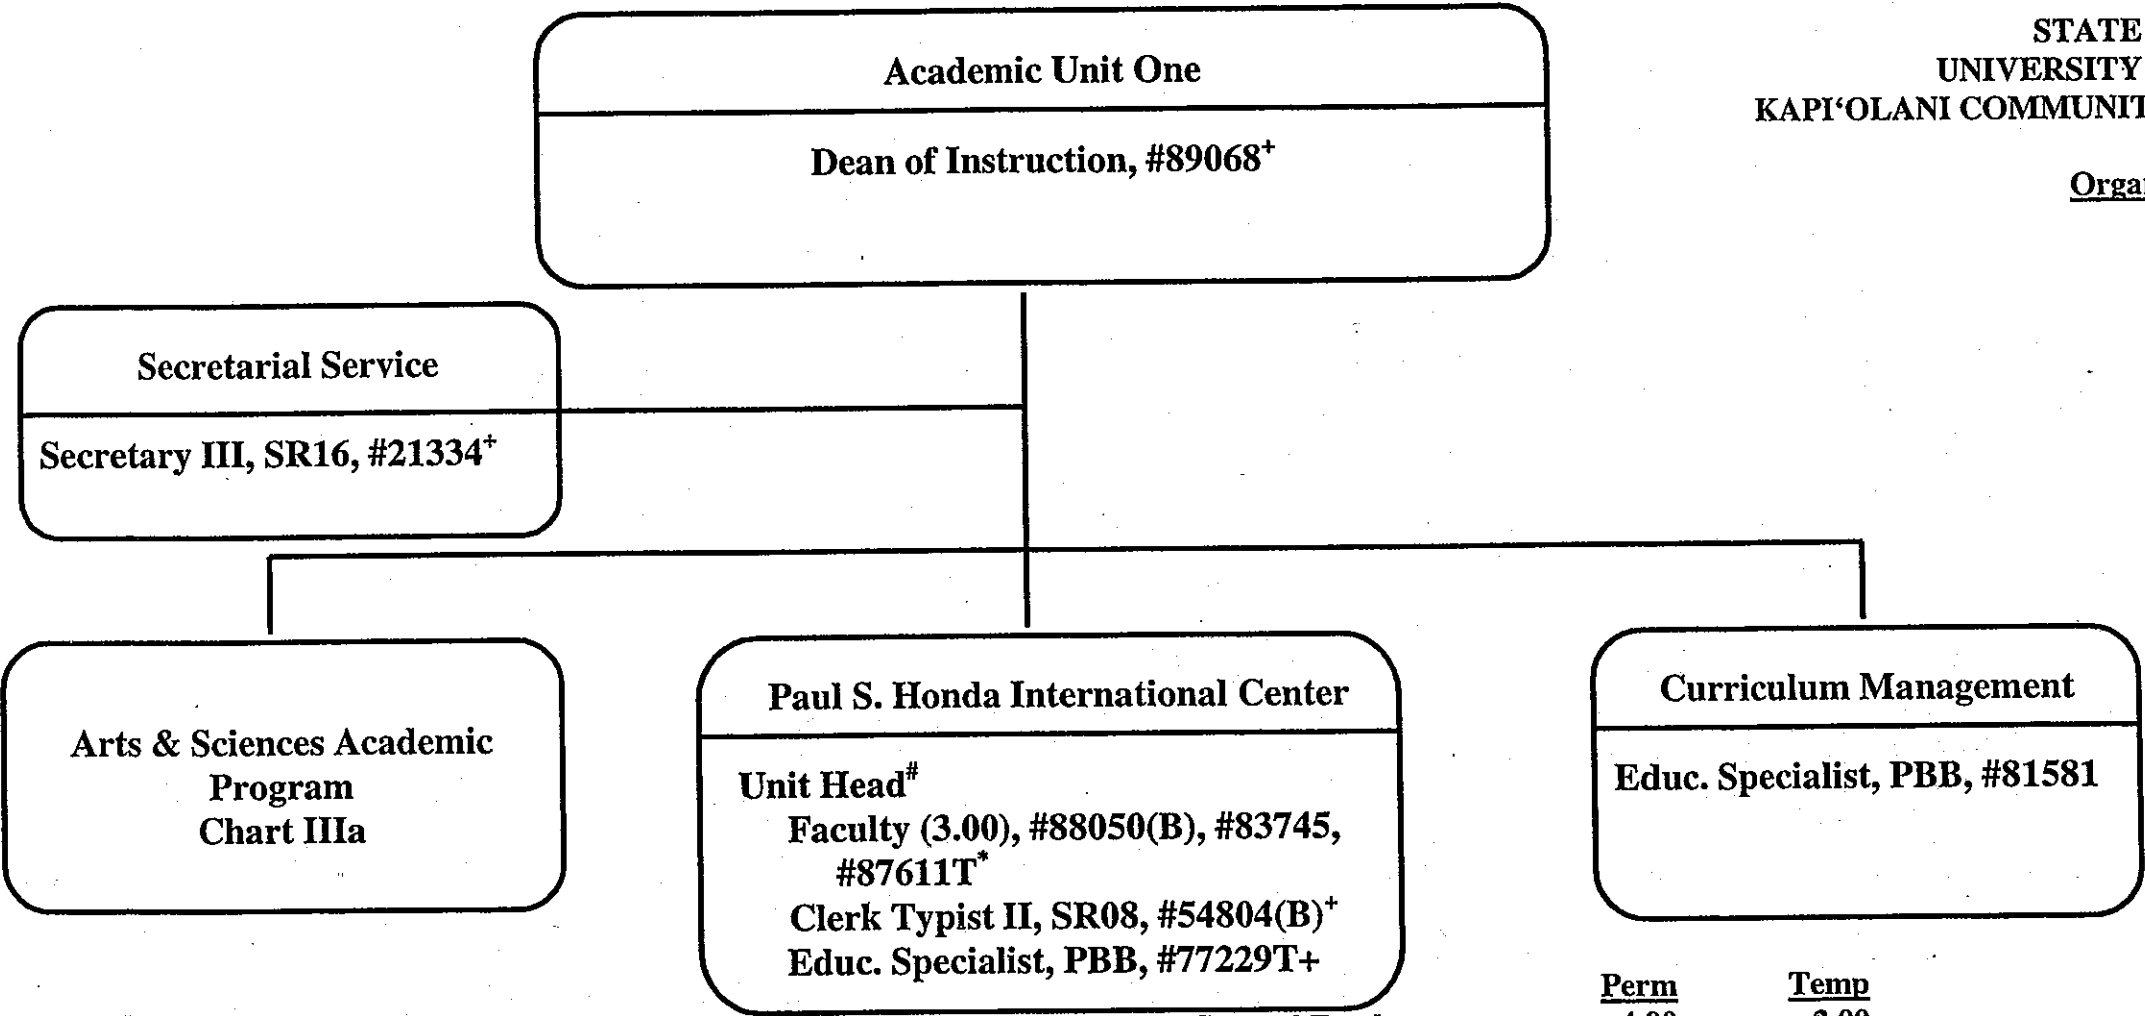 STATE
UNIVERSITY
KAPI‘OLANI COMMUNIT
Academic Unit One
Dean of Instruction, #89068+
Secretarial Service
Secretary III, SR16, #21334+
Arts & Sciences Academic
Program
Chart IIIa
Paul S. Honda International Center
Unit Head#
Faculty (3.00), #88050(B), #83745,
#87611T*
Clerk Typist II, SR08, #54804(B)+
Educ. Specialist, PBB, #77229T+
Curriculum Management
Educ. Specialist, PBB, #81581
Perm Temp